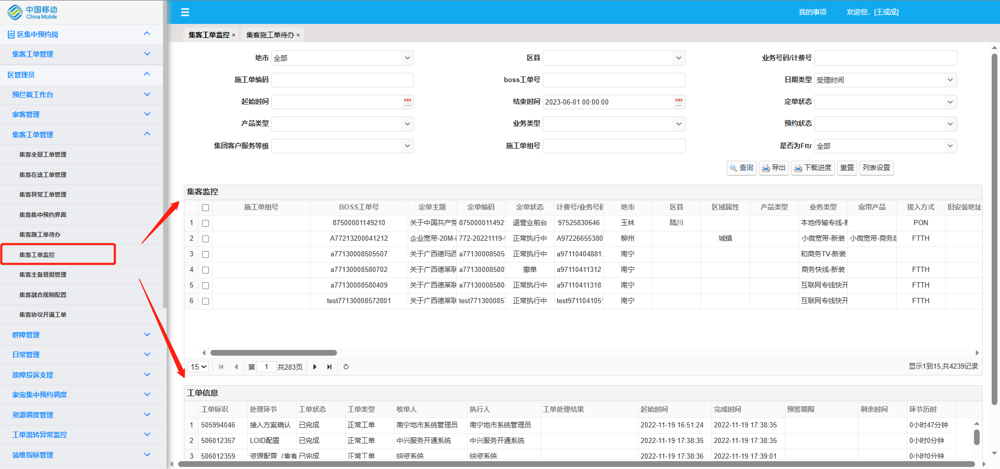 中国移动
China Mobile
我的事项 欢迎您，[王成成]
区集中预约岗
集客工单管理
区管理员
预拦截工作台
家客管理
集客工单管理
集客全量工单管理
集客在途工单管理
集客异常工单管理
集客集中预约界面
集客施工单待办
集客工单监控
集客主备班组管理
集客融合规则配置
集客协议开通工单
群障管理
日常管理
故障投诉支撑
家宽集中预约调度
资源调度管理
工单流转异常监控
装维指标管理
集客工单监控 × 集客施工单待办 ×
地市 全部 区县 业务号码/计费号
施工单编码 boss工单号 日期类型 受理时间
起始时间 结束时间 2023-06-01 00:00:00 定单状态
产品类型 业务类型 预约状态
集团客户服务等级 施工单组号 是否为Fttr 全部
查询 导出 下载进度 重置 列表设置
集客监控
施工单组号 BOSS工单号 定单主题 定单编码 定单状态 计费号/业务号码 地市 区县 区域属性 产品类型 业务类型 宽带产品 接入方式 旧安装地址
1 87500001149210 关于中国共产党 8750000114921 退营业前台 97525830646 玉林 陆川 本地传输专线-新 PON
2 A77213200041212 企业宽带-20M- 772-20221119- 正常执行中 A97226655380 柳州 城镇 小微宽带-新装 小微宽带-商务版 FTTH
3 a77130008505507 关于广西德玛西 a77130008505 正常执行中 a97110404881 南宁 和商务TV-新装
4 a77130008580702 关于广西德莱联 a77130008580 撤单 a97110411312 南宁 商务快线-新装 FTTH
5 a77130008580409 关于广西德莱联 a77130008580 正常执行中 a97110411318 南宁 互联网专线快开 FTTH
6 test77130008572801 关于广西德莱联 test771300085 正常执行中 test971104105 南宁 互联网专线快开 FTTH
15 第 1 共283页 显示1到15,共4239记录
工单信息
工单标识 处理环节 工单状态 工单类型 收单人 执行人 工单处理结果 起始时间 完成时间 预警期限 剩余时间 环节历时
1 505994046 接入方案确认 已完成 正常工单 南宁地市系统管理员 南宁地市系统管理员 2022-11-19 16:51:24 2022-11-19 17:38:35 0小时47分钟
2 506012357 LOID配置 已完成 正常工单 中兴服务开通系统 中兴服务开通系统 2022-11-19 17:38:35 2022-11-19 17:38:35 0小时0分钟
3 506012359 资源配置（集客 已完成 正常工单 综资系统 综资系统 2022-11-19 17:38:36 2022-11-19 17:39:01 0小时0分钟